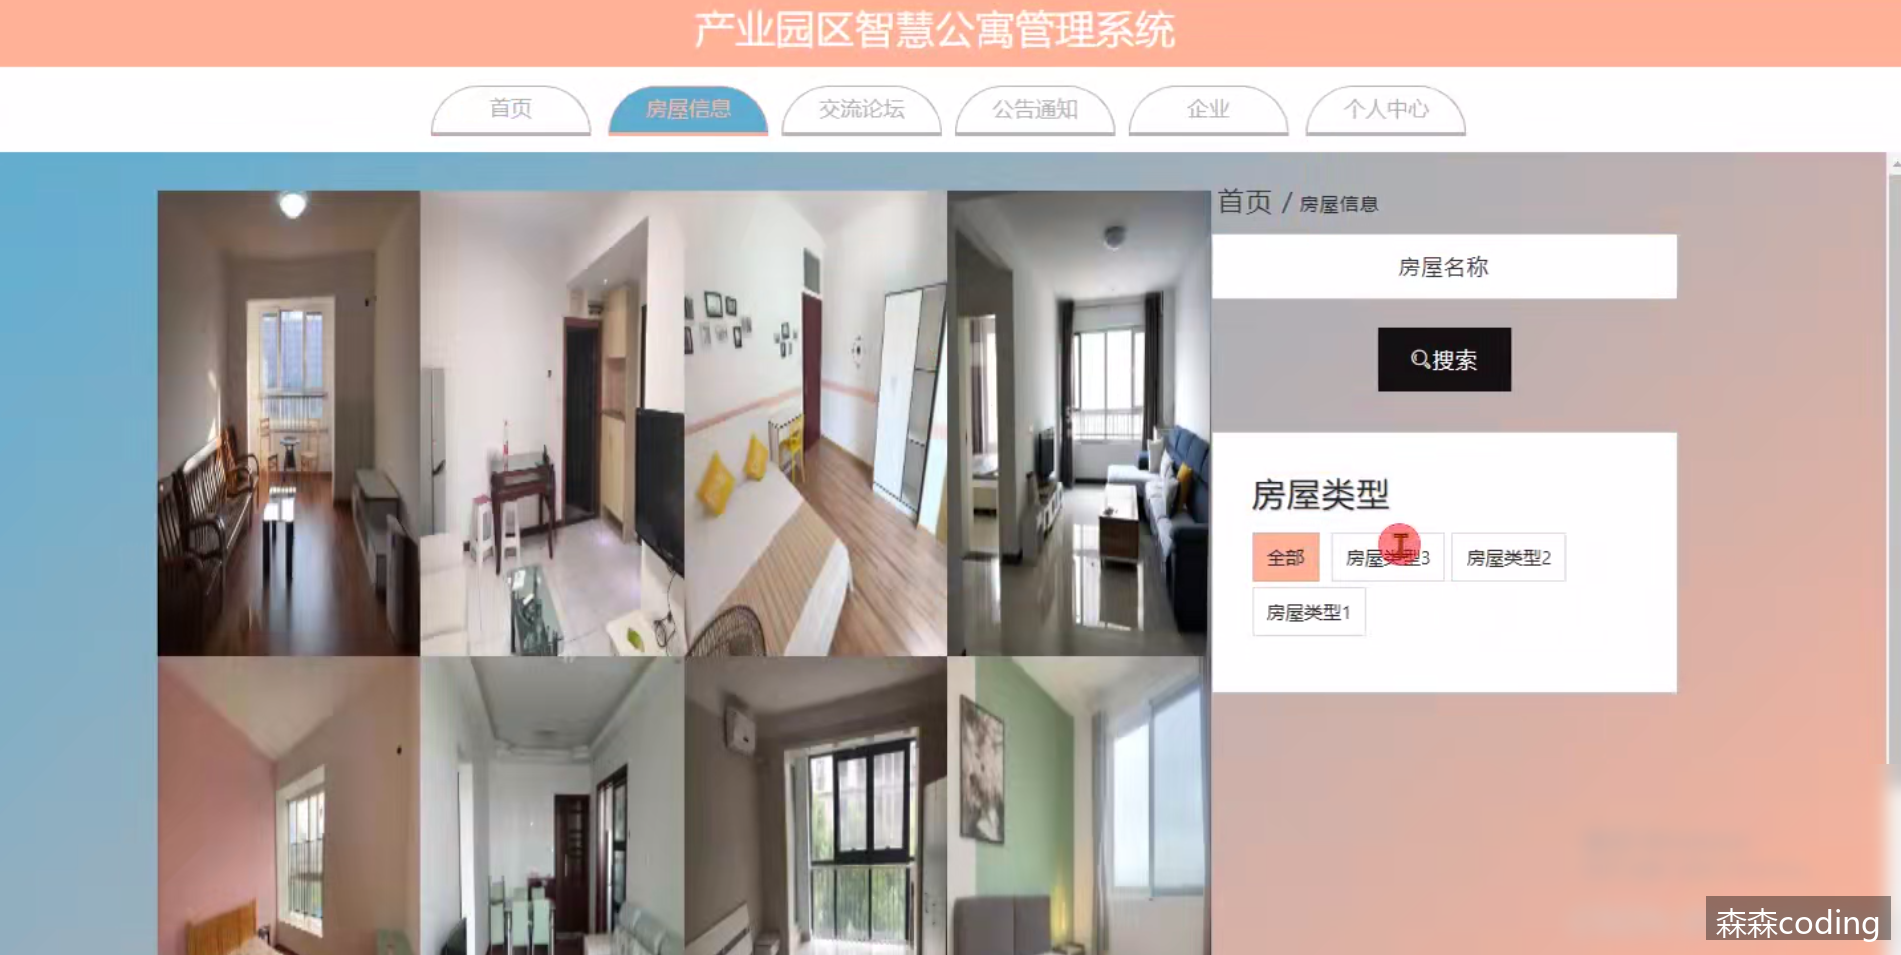 产业园区智慧公寓管理系统
首页
房屋信息
交流论坛
公告通知
企业
个人中心
首页 / 房屋信息
房屋名称
搜索
房屋类型
全部
房屋类型3
房屋类型2
房屋类型1
森森coding